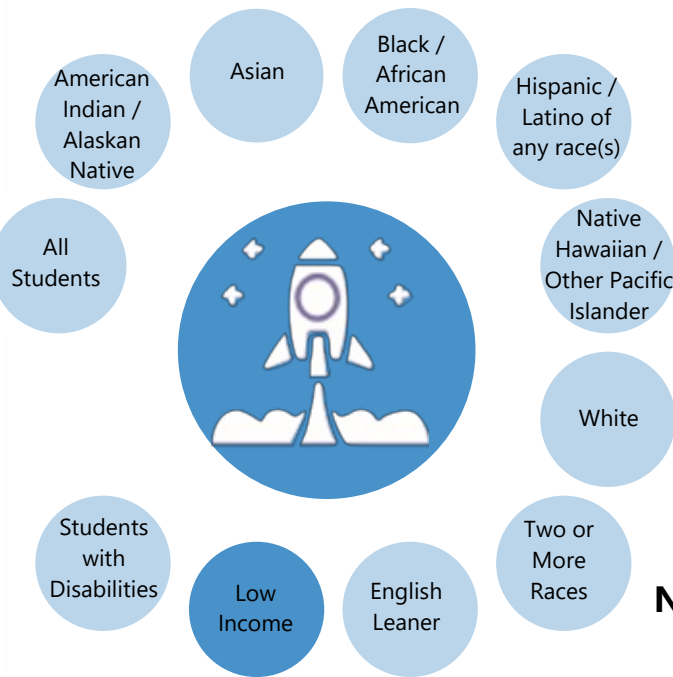 American
Indian /
Alaskan
Native
Asian
Black /
African
American
Hispanic /
Latino of
any race(s)
All
Students
Native
Hawaiian /
Other Pacific
Islander
White
Students
with
Disabilities
Low
Income
English
Leaner
Two or
More
Races
N